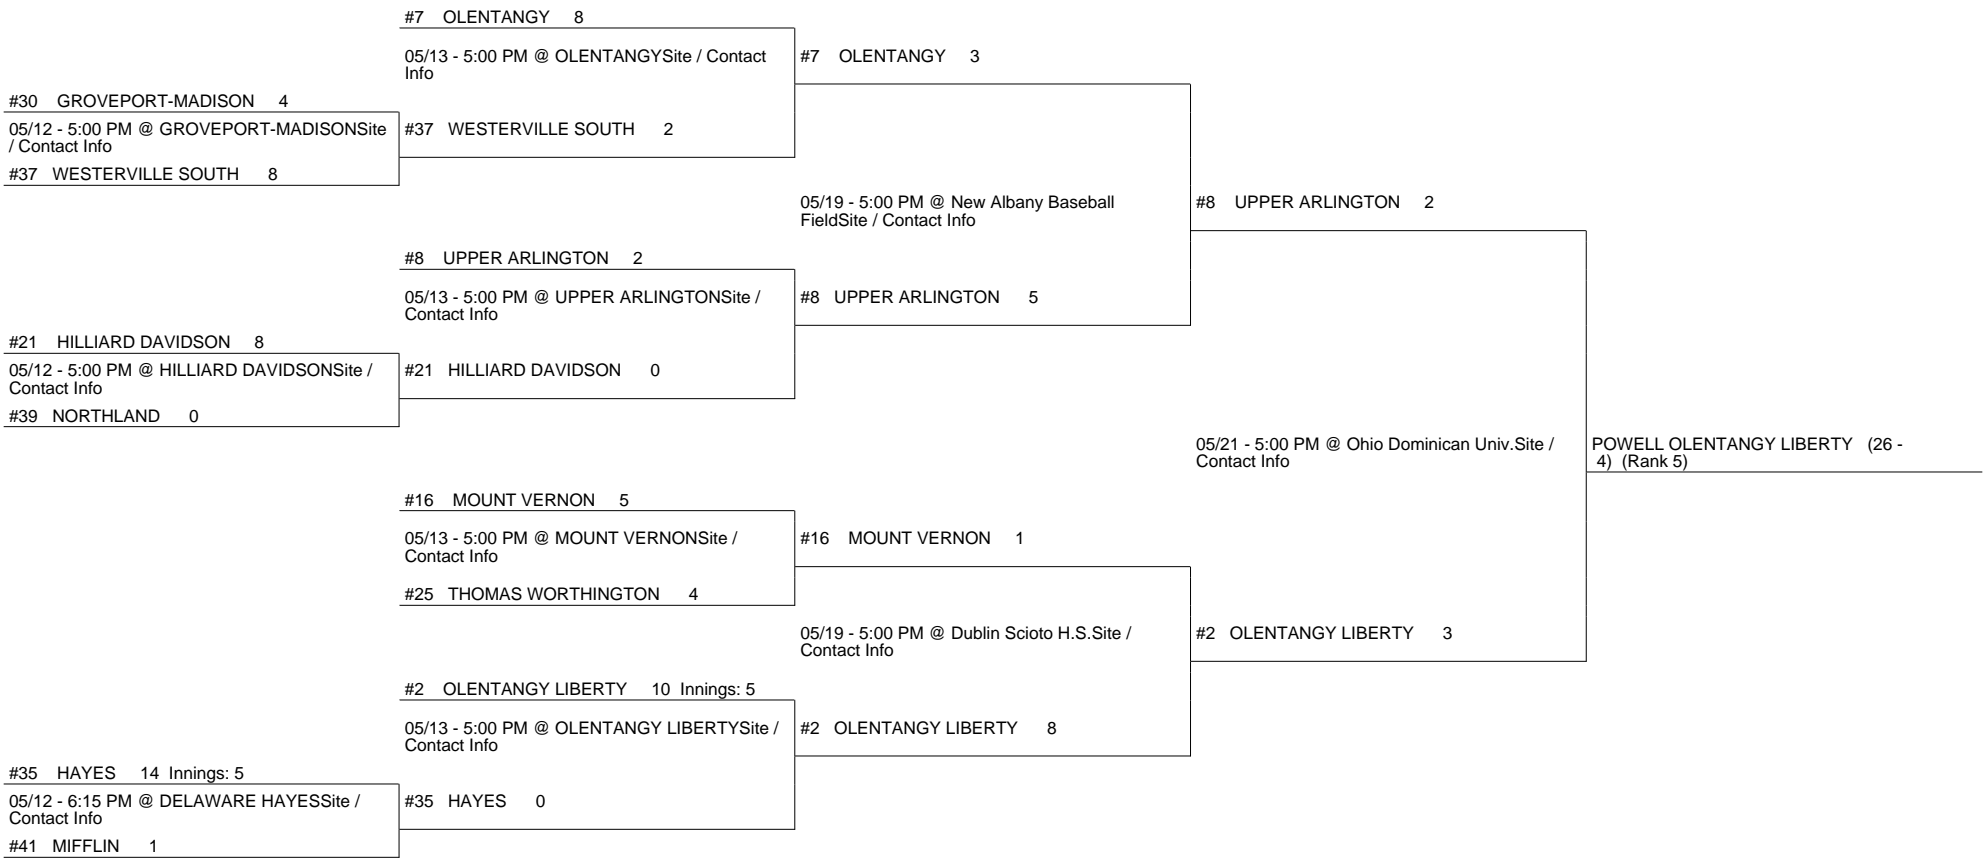 #7 OLENTANGY 8
05/13 - 5:00 PM @ OLENTANGYSite / Contact
Info
#7 OLENTANGY 3
#30 GROVEPORT-MADISON 4
05/12 - 5:00 PM @ GROVEPORT-MADISONSite
/ Contact Info
#37 WESTERVILLE SOUTH 2
#37 WESTERVILLE SOUTH 8
05/19 - 5:00 PM @ New Albany Baseball
FieldSite / Contact Info
#8 UPPER ARLINGTON 2
#8 UPPER ARLINGTON 2
05/13 - 5:00 PM @ UPPER ARLINGTONSite /
Contact Info
#8 UPPER ARLINGTON 5
#21 HILLIARD DAVIDSON 8
05/12 - 5:00 PM @ HILLIARD DAVIDSONSite /
Contact Info
#21 HILLIARD DAVIDSON 0
#39 NORTHLAND 0
05/21 - 5:00 PM @ Ohio Dominican Univ.Site /
Contact Info
POWELL OLENTANGY LIBERTY (26 -
4) (Rank 5)
#16 MOUNT VERNON 5
05/13 - 5:00 PM @ MOUNT VERNONSite /
Contact Info
#16 MOUNT VERNON 1
#25 THOMAS WORTHINGTON 4
05/19 - 5:00 PM @ Dublin Scioto H.S.Site /
Contact Info
#2 OLENTANGY LIBERTY 3
#2 OLENTANGY LIBERTY 10 Innings: 5
05/13 - 5:00 PM @ OLENTANGY LIBERTYSite /
Contact Info
#2 OLENTANGY LIBERTY 8
#35 HAYES 14 Innings: 5
05/12 - 6:15 PM @ DELAWARE HAYESSite /
Contact Info
#35 HAYES 0
#41 MIFFLIN 1